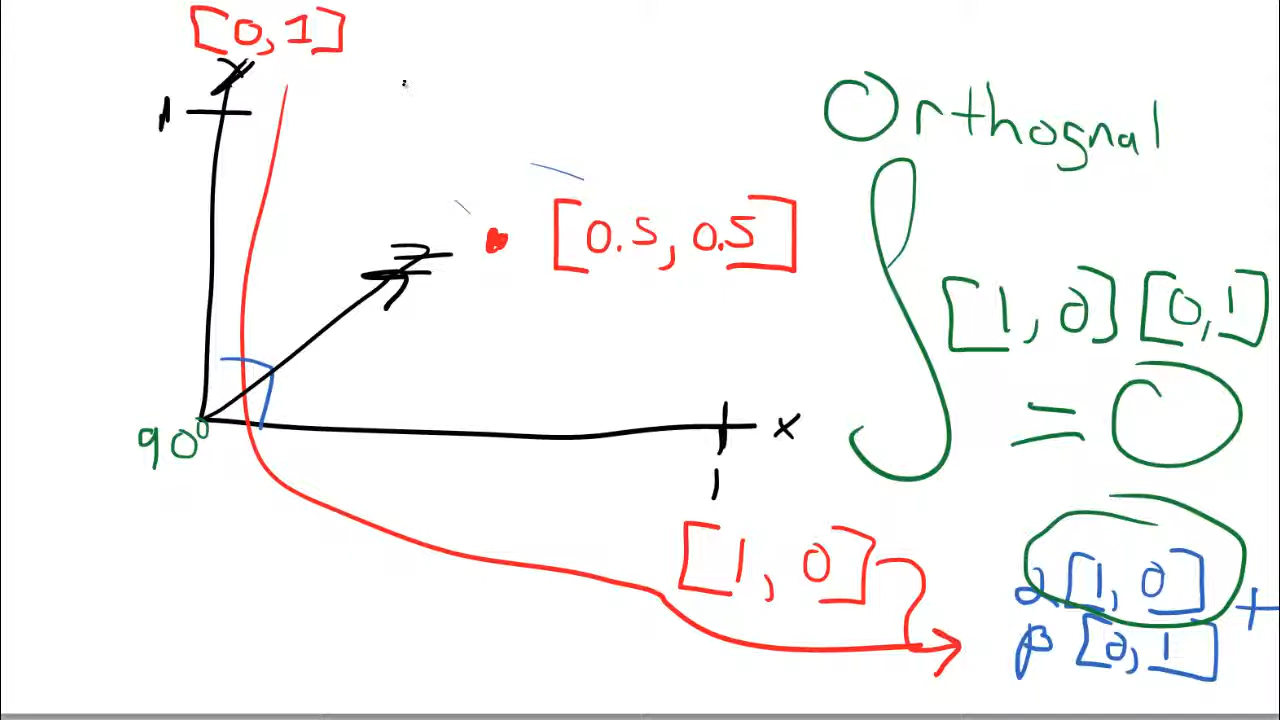 [0,1]
1
Orthognal
[0.5, 0.5]
∫
[1, 0] [0,1]
= 0
90°
x
1
[1, 0]
α [1, 0] +
β [0, 1]